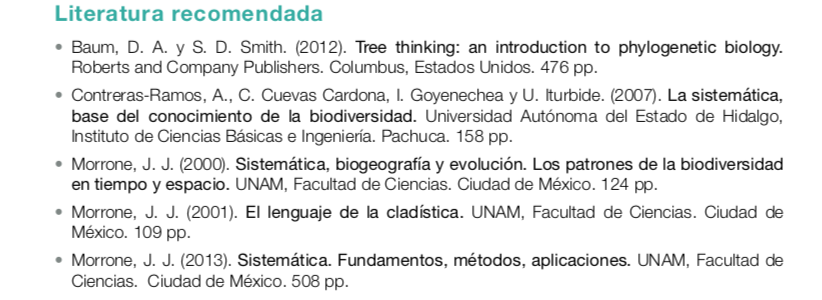 Literatura recomendada
• Baum, D. A. y S. D. Smith. (2012). Tree thinking: an introduction to phylogenetic biology.
Roberts and Company Publishers. Columbus, Estados Unidos. 476 pp.
• Contreras-Ramos, A., C. Cuevas Cardona, I. Goyenechea y U. Iturbide. (2007). La sistemática,
base del conocimiento de la biodiversidad. Universidad Autónoma del Estado de Hidalgo,
Instituto de Ciencias Básicas e Ingeniería. Pachuca. 158 pp.
• Morrone, J. J. (2000). Sistemática, biogeografía y evolución. Los patrones de la biodiversidad
en tiempo y espacio. UNAM, Facultad de Ciencias. Ciudad de México. 124 pp.
• Morrone, J. J. (2001). El lenguaje de la cladística. UNAM, Facultad de Ciencias. Ciudad de
México. 109 pp.
• Morrone, J. J. (2013). Sistemática. Fundamentos, métodos, aplicaciones. UNAM, Facultad de
Ciencias. Ciudad de México. 508 pp.